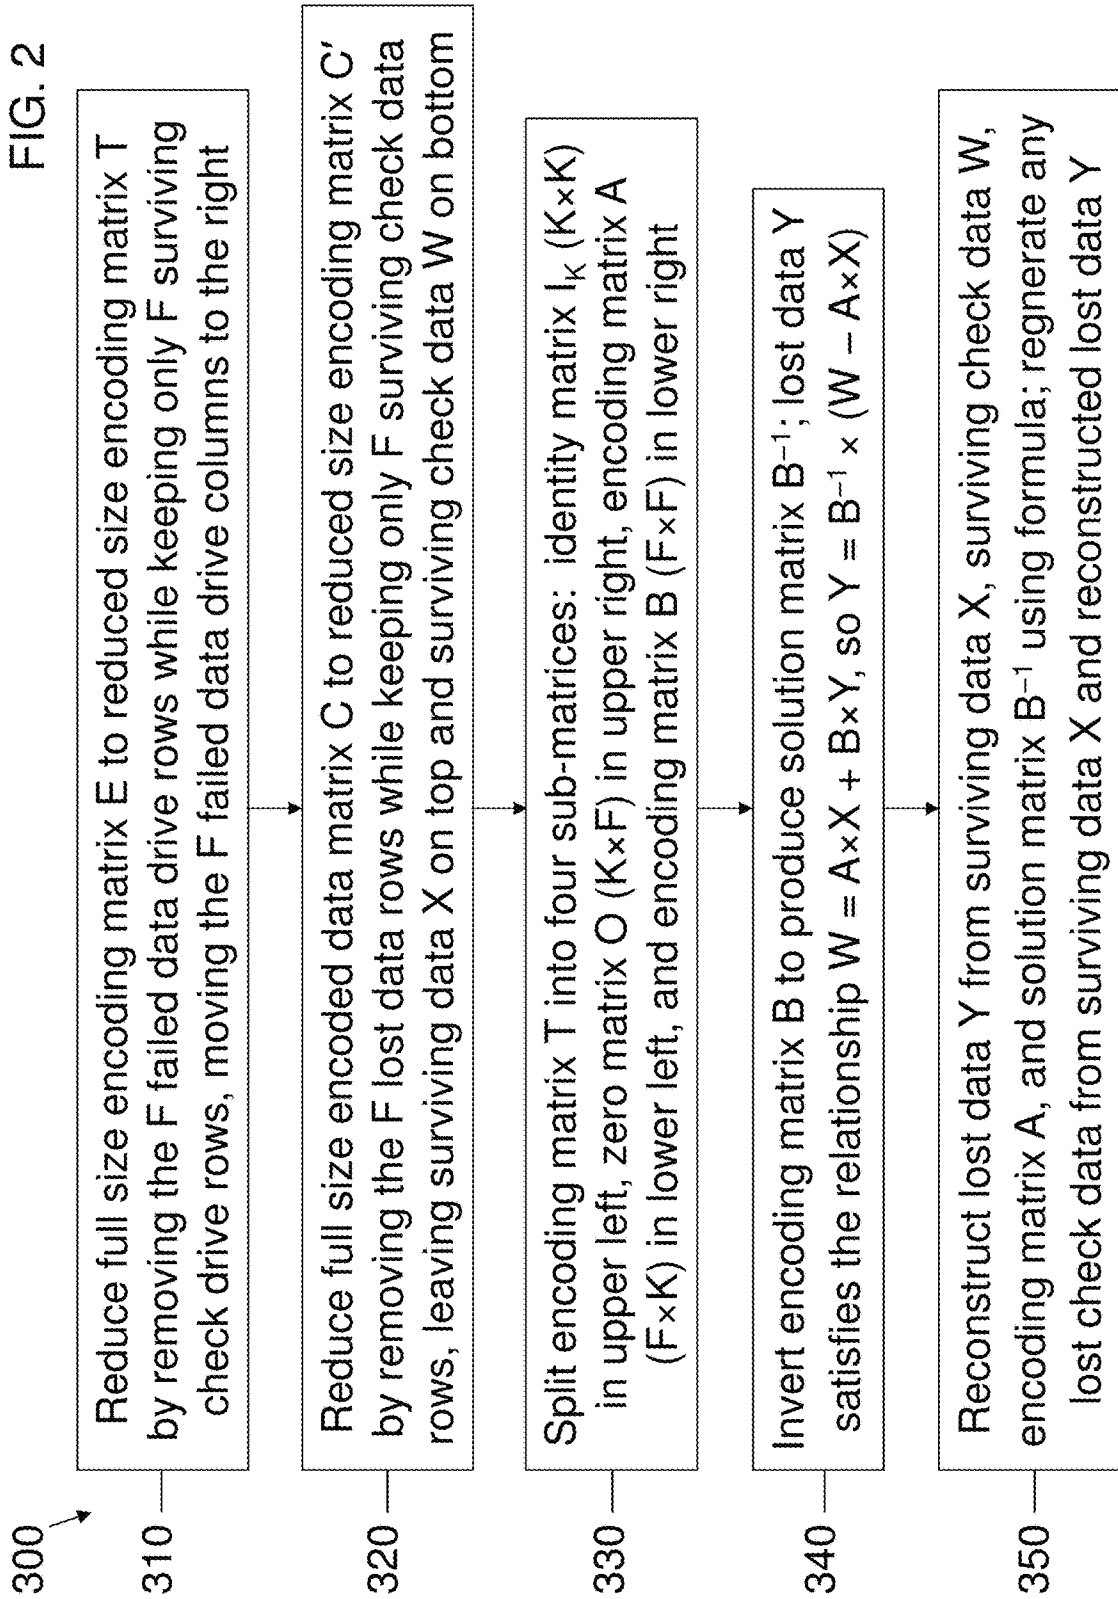 FIG. 2
300
310
Reduce full size encoding matrix E to reduced size encoding matrix T
by removing the F failed data drive rows while keeping only F surviving
check drive rows, moving the F failed data drive columns to the right
320
Reduce full size encoded data matrix C to reduced size encoding matrix C′
by removing the F lost data rows while keeping only F surviving check data
rows, leaving surviving data X on top and surviving check data W on bottom
330
Split encoding matrix T into four sub-matrices: identity matrix I_K (K×K)
in upper left, zero matrix O (K×F) in upper right, encoding matrix A
(F×K) in lower left, and encoding matrix B (F×F) in lower right
340
Invert encoding matrix B to produce solution matrix B⁻¹; lost data Y
satisfies the relationship W = A×X + B×Y, so Y = B⁻¹ × (W − A×X)
350
Reconstruct lost data Y from surviving data X, surviving check data W,
encoding matrix A, and solution matrix B⁻¹ using formula; regnerate any
lost check data from surviving data X and reconstructed lost data Y